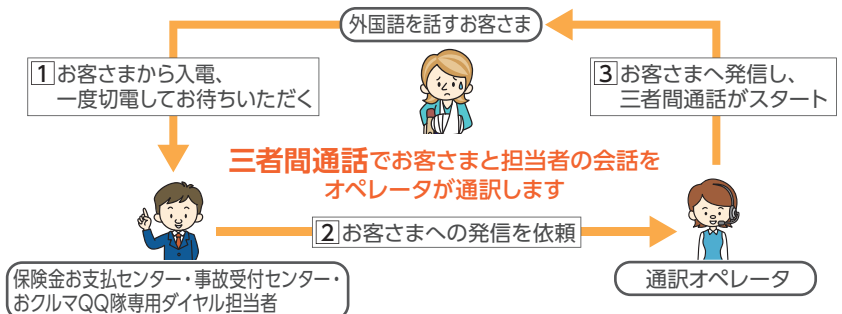 外国語を話すお客さま
1 お客さまから入電、
一度切電してお待ちいただく
3 お客さまへ発信し、
三者間通話がスタート
三者間通話でお客さまと担当者の会話を
オペレータが通訳します
2 お客さまへの発信を依頼
保険金お支払センター・事故受付センター・
おクルマQQ隊専用ダイヤル担当者
通訳オペレータ